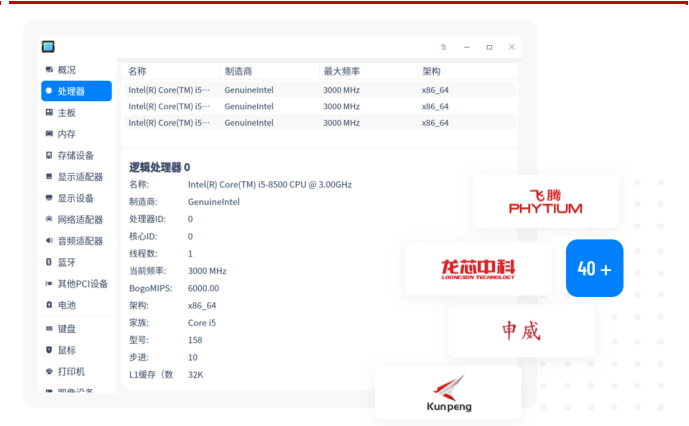 概况
处理器
主板
内存
存储设备
显示适配器
显示设备
网络适配器
音频适配器
蓝牙
其他PCI设备
电池
键盘
鼠标
打印机
图像设备
名称 制造商 最大频率 架构
Intel(R) Core(TM) i5··· GenuineIntel 3000 MHz x86_64
Intel(R) Core(TM) i5··· GenuineIntel 3000 MHz x86_64
Intel(R) Core(TM) i5··· GenuineIntel 3000 MHz x86_64
逻辑处理器 0
名称: Intel(R) Core(TM) i5-8500 CPU @ 3.00GHz
制造商: GenuineIntel
处理器ID: 0
核心ID: 0
线程数: 1
当前频率: 3000 MHz
BogoMIPS: 6000.00
架构: x86_64
家族: Core i5
型号: 158
步进: 10
L1缓存（数 32K
飞腾
PHYTIUM
龙芯中科
LOONGSON TECHNOLOGY
40 +
申威
Kunpeng